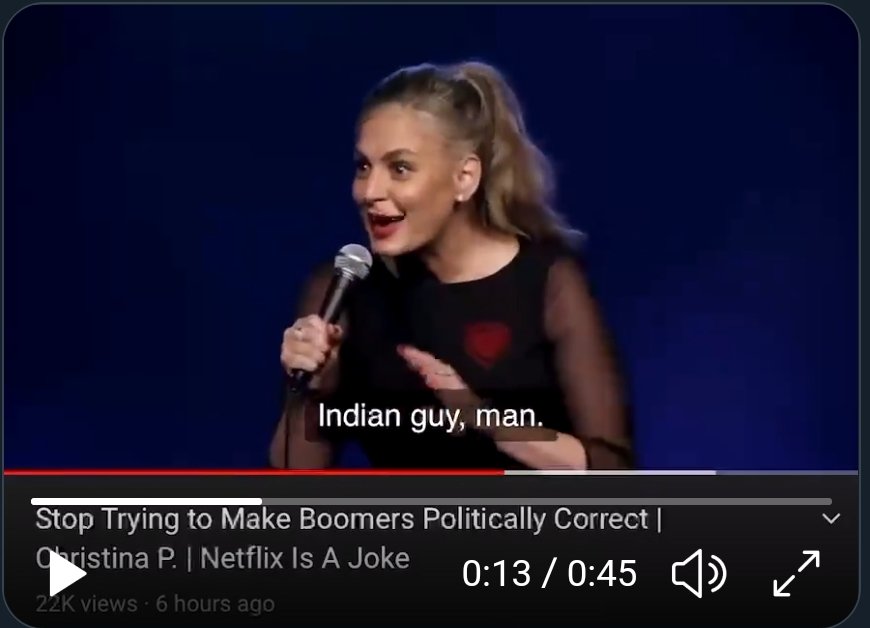 Indian guy, man.
Stop Trying to Make Boomers Politically Correct |
Christina P. | Netflix Is A Joke
0:13 / 0:45
22K views · 6 hours ago